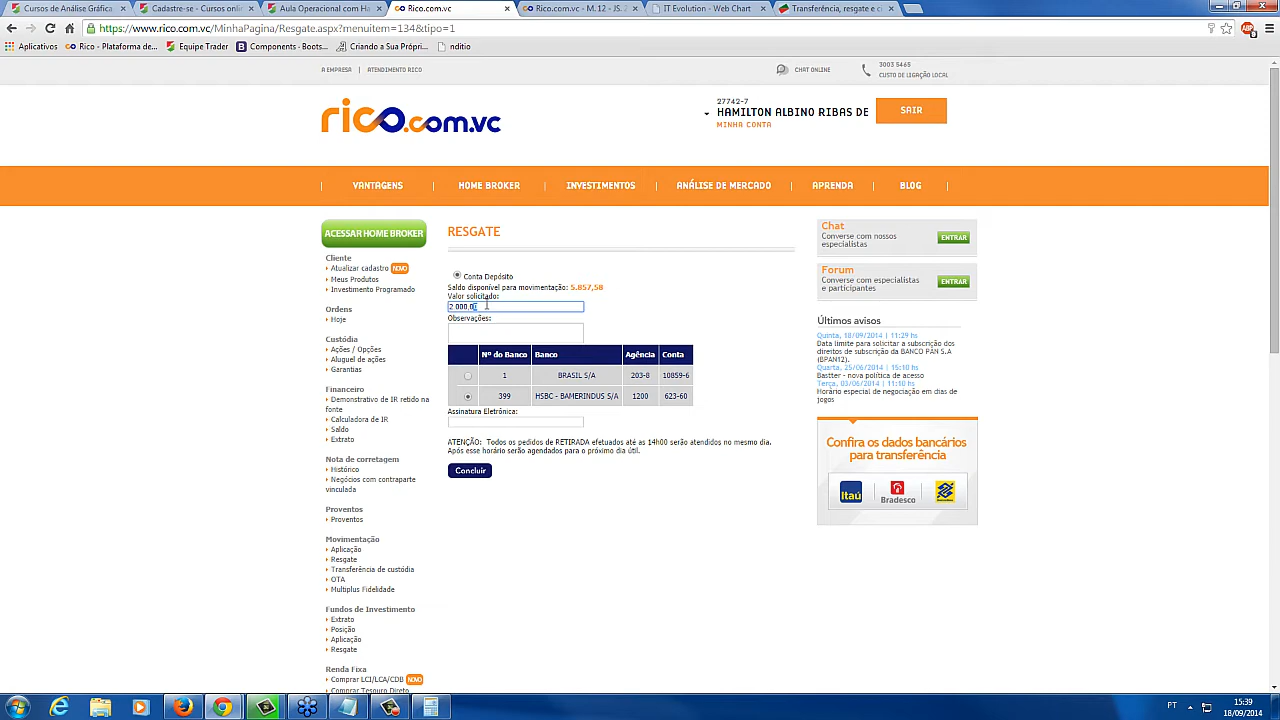 Cursos de Análise Gráfica
Cadastre-se - Cursos onli
Aula Operacional com Ha
Rico.com.vc
Rico.com.vc - M. 12 - JS. 2
IT Evolution - Web Chart
Transferência, resgate e c
https://www.rico.com.vc/MinhaPagina/Resgate.aspx?menuitem=134&tipo=1
Aplicativos
Rico - Plataforma de...
Equipe Trader
Components · Boots...
Criando a Sua Própri...
nditio
A EMPRESA | ATENDIMENTO RICO
CHAT ONLINE
3003 5465
CUSTO DE LIGAÇÃO LOCAL
rico.com.vc
27742-7
HAMILTON ALBINO RIBAS DE
MINHA CONTA
SAIR
VANTAGENS
HOME BROKER
INVESTIMENTOS
ANÁLISE DE MERCADO
APRENDA
BLOG
ACESSAR HOME BROKER
Cliente
Atualizar cadastro NOVO
Meus Produtos
Investimento Programado
Ordens
Hoje
Custódia
Ações / Opções
Aluguel de ações
Garantias
Financeiro
Demonstrativo de IR retido na
fonte
Calculadora de IR
Saldo
Extrato
Nota de corretagem
Histórico
Negócios com contraparte
vinculada
Proventos
Proventos
Movimentação
Aplicação
Resgate
Transferência de custódia
OTA
Multiplus Fidelidade
Fundos de Investimento
Extrato
Posição
Aplicação
Resgate
Renda Fixa
Comprar LCI/LCA/CDB NOVO
Comprar Tesouro Direto
RESGATE
Conta Depósito
Saldo disponível para movimentação: 5.857,58
Valor solicitado:
Observações:
Nº do Banco Banco Agência Conta
1 BRASIL S/A 203-8 10859-6
399 HSBC - BAMERINDUS S/A 1200 623-60
Assinatura Eletrônica:
ATENÇÃO: Todos os pedidos de RETIRADA efetuados até as 14h00 serão atendidos no mesmo dia.
Após esse horário serão agendados para o próximo dia útil.
Concluir
Chat
Converse com nossos
especialistas
ENTRAR
Forum
Converse com especialistas
e participantes
ENTRAR
Últimos avisos
Quinta, 18/09/2014 | 11:29 hs
Data limite para solicitar a subscrição dos
direitos de subscrição da BANCO PAN S.A
(BPAN12).
Quarta, 25/06/2014 | 15:10 hs
Bastter - nova política de acesso
Terça, 03/06/2014 | 11:10 hs
Horário especial de negociação em dias de
jogos
Confira os dados bancários
para transferência
Itaú
Bradesco
PT
15:39
18/09/2014